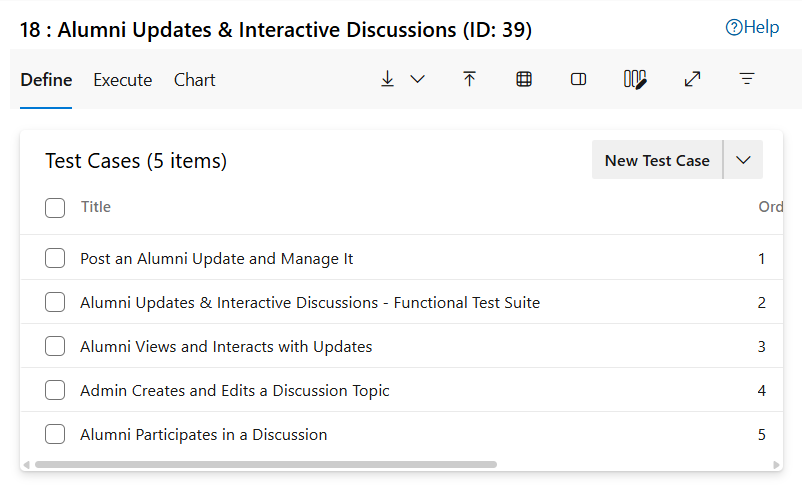 18 : Alumni Updates & Interactive Discussions (ID: 39)
Help
Define Execute Chart
Test Cases (5 items)
New Test Case
Title Ord
Post an Alumni Update and Manage It 1
Alumni Updates & Interactive Discussions - Functional Test Suite 2
Alumni Views and Interacts with Updates 3
Admin Creates and Edits a Discussion Topic 4
Alumni Participates in a Discussion 5